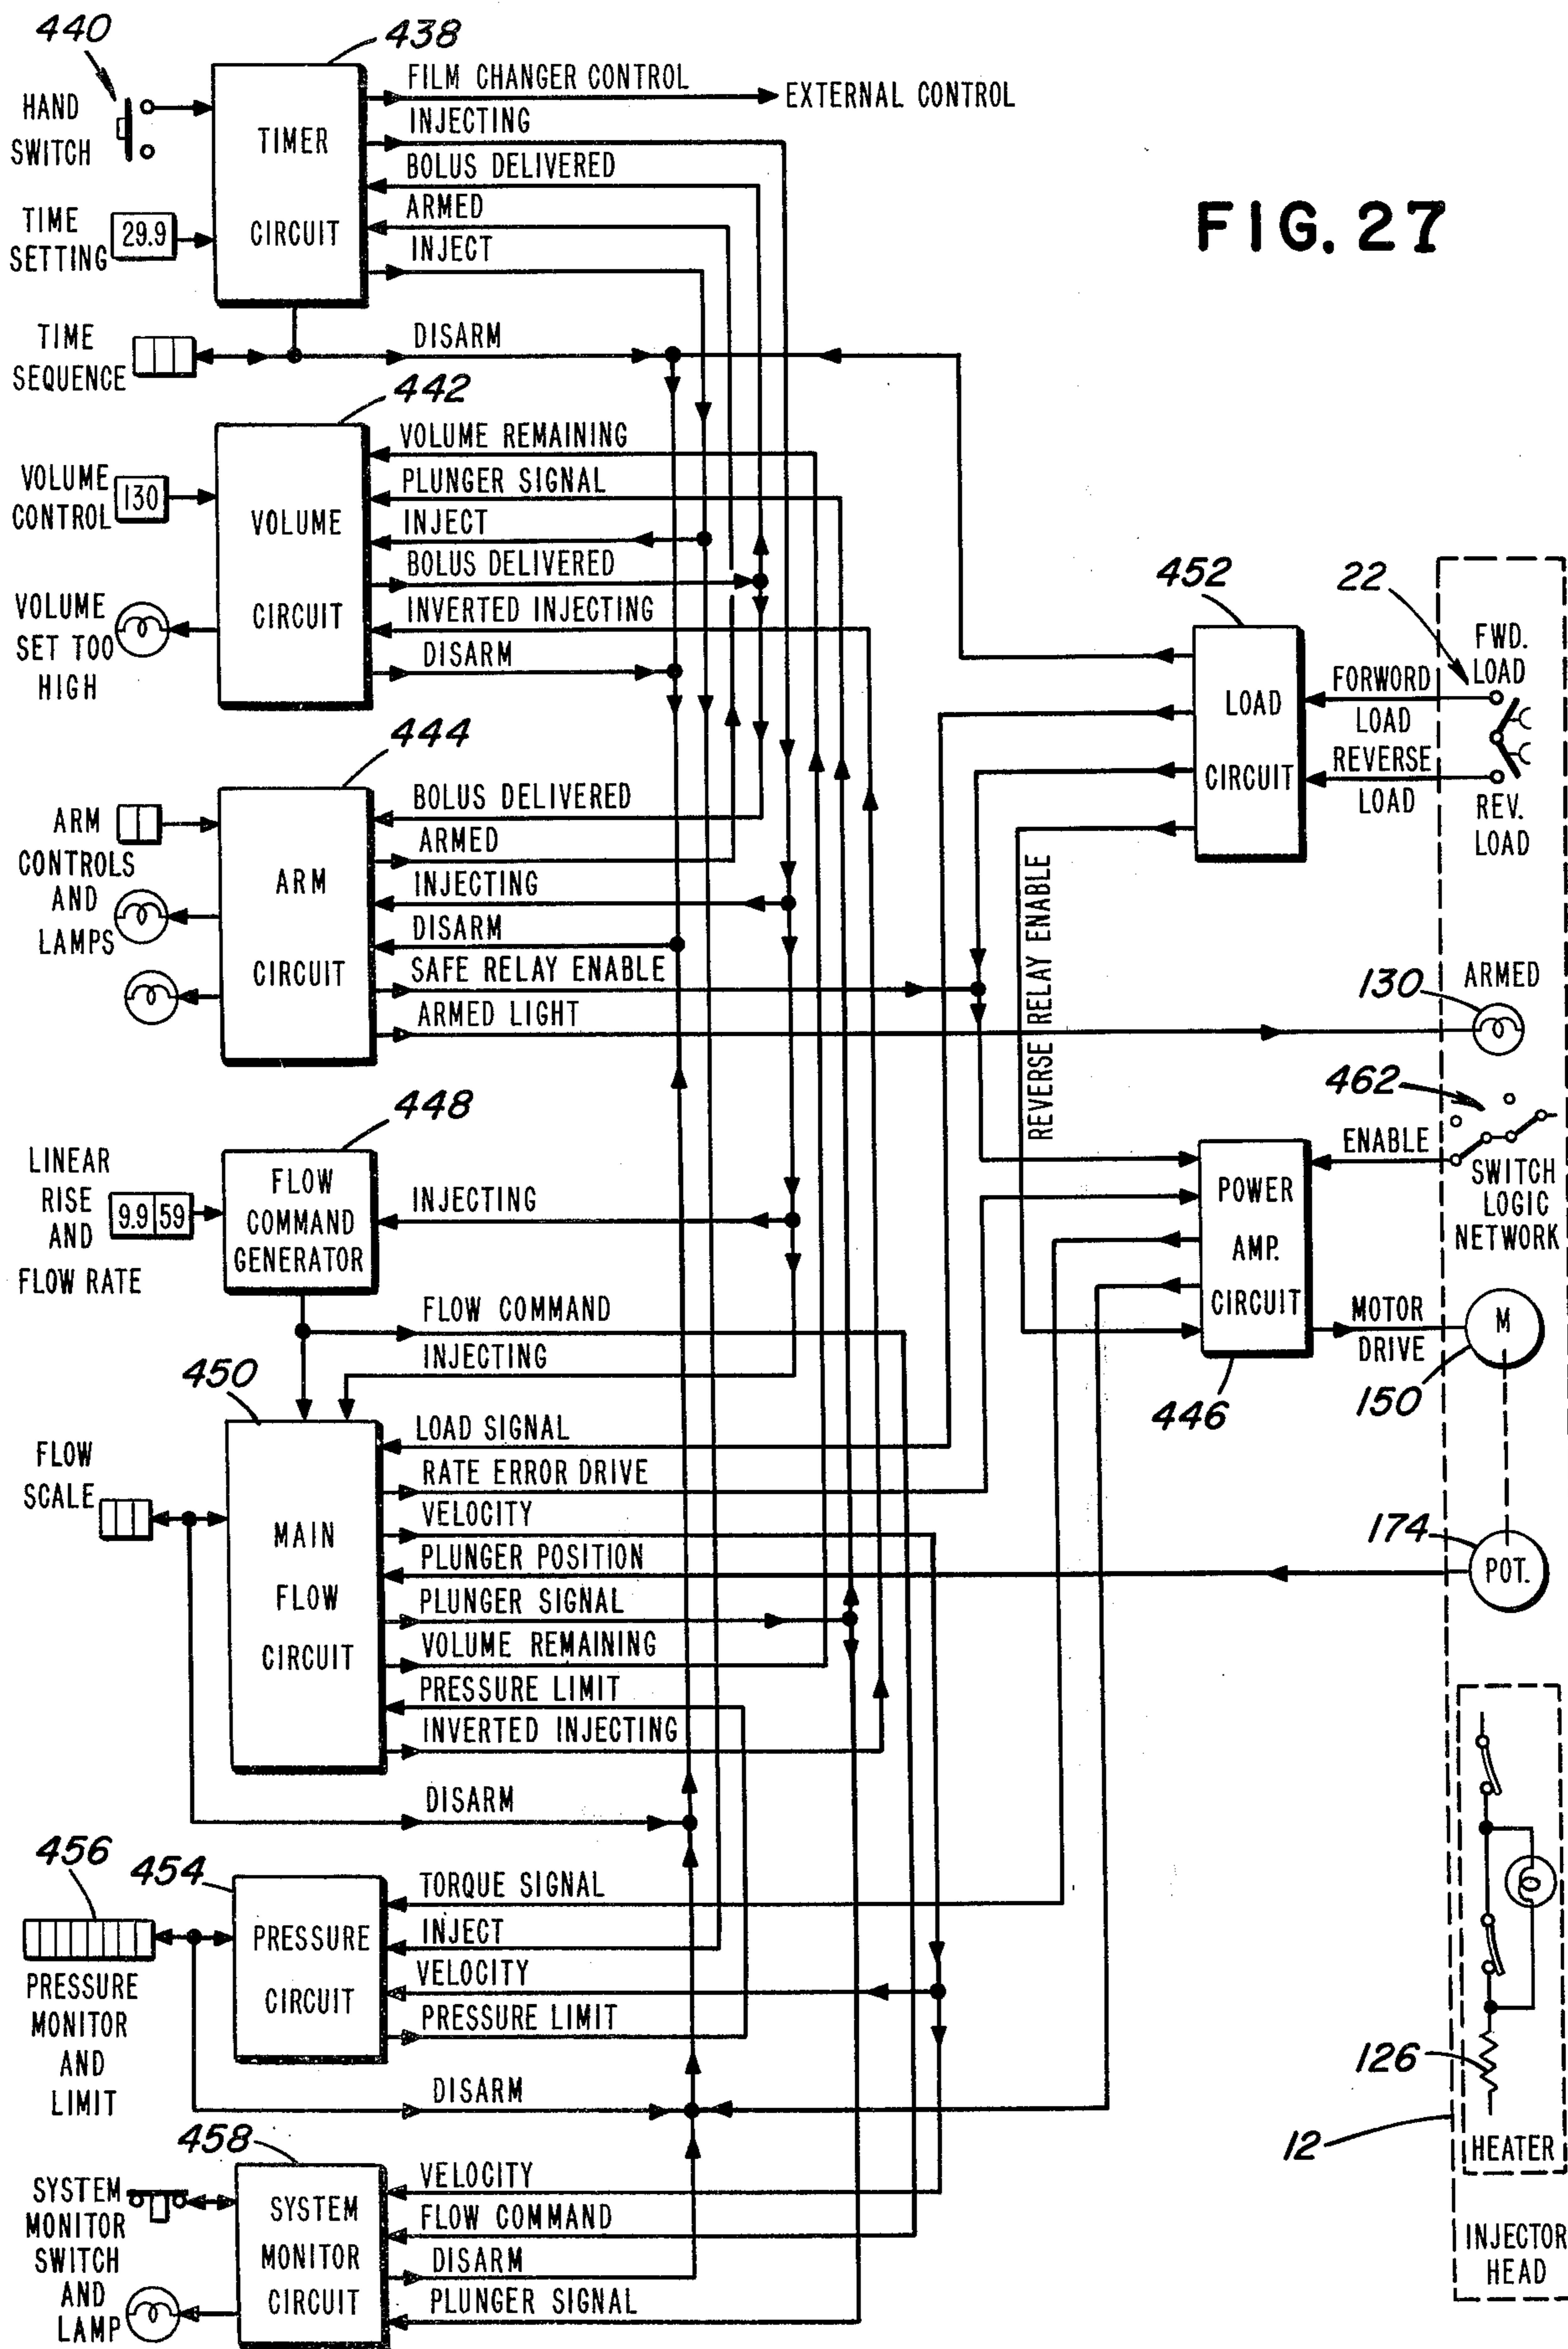 440
438
HAND
SWITCH
FILM CHANGER CONTROL
EXTERNAL CONTROL
INJECTING
TIMER
CIRCUIT
BOLUS DELIVERED
ARMED
INJECT
TIME
SETTING
29.9
FIG. 27
TIME
SEQUENCE
DISARM
442
VOLUME
CONTROL
130
VOLUME
CIRCUIT
VOLUME REMAINING
PLUNGER SIGNAL
INJECT
BOLUS DELIVERED
INVERTED INJECTING
DISARM
VOLUME
SET TOO
HIGH
452
22
FWD.
LOAD
LOAD
CIRCUIT
FORWORD
LOAD
REVERSE
LOAD
REV.
LOAD
444
ARM
CONTROLS
AND
LAMPS
ARM
CIRCUIT
BOLUS DELIVERED
ARMED
INJECTING
DISARM
SAFE RELAY ENABLE
ARMED LIGHT
REVERSE RELAY ENABLE
130
ARMED
462
ENABLE
SWITCH
LOGIC
NETWORK
448
LINEAR
RISE
AND
FLOW RATE
9.9 59
FLOW
COMMAND
GENERATOR
INJECTING
FLOW COMMAND
INJECTING
POWER
AMP.
CIRCUIT
446
MOTOR
DRIVE
M
150
450
FLOW
SCALE
MAIN
FLOW
CIRCUIT
LOAD SIGNAL
RATE ERROR DRIVE
VELOCITY
PLUNGER POSITION
PLUNGER SIGNAL
VOLUME REMAINING
PRESSURE LIMIT
INVERTED INJECTING
174
POT.
DISARM
456
454
PRESSURE
MONITOR
AND
LIMIT
PRESSURE
CIRCUIT
TORQUE SIGNAL
INJECT
VELOCITY
PRESSURE LIMIT
DISARM
126
12
HEATER
458
SYSTEM
MONITOR
SWITCH
AND
LAMP
SYSTEM
MONITOR
CIRCUIT
VELOCITY
FLOW COMMAND
DISARM
PLUNGER SIGNAL
INJECTOR
HEAD